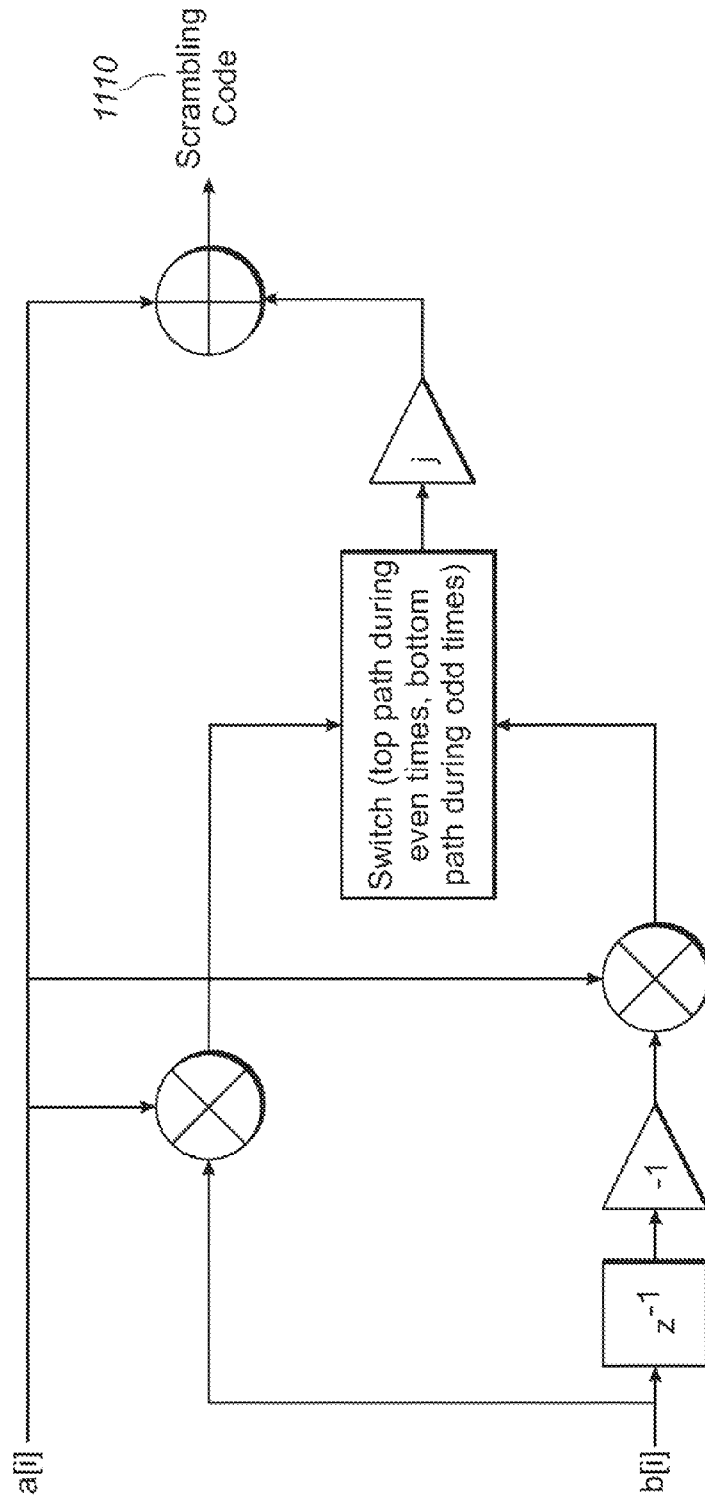 a[i]
b[i]
z-1
-1
Switch (top path during
even times, bottom
path during odd times)
j
1110
Scrambling
Code